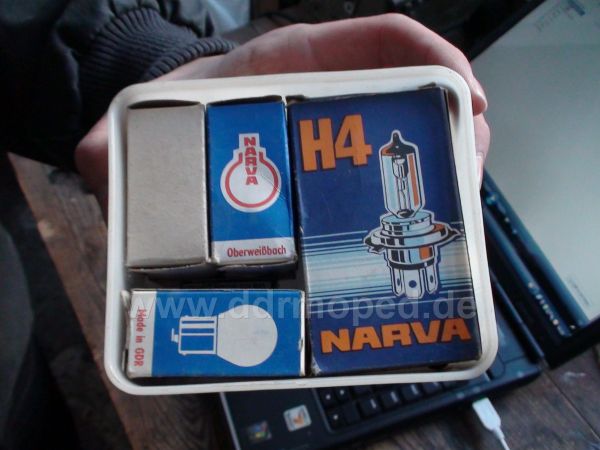 NARVA
Oberweißbach
H4
NARVA
Made in GDR
www.ddrmoped.de